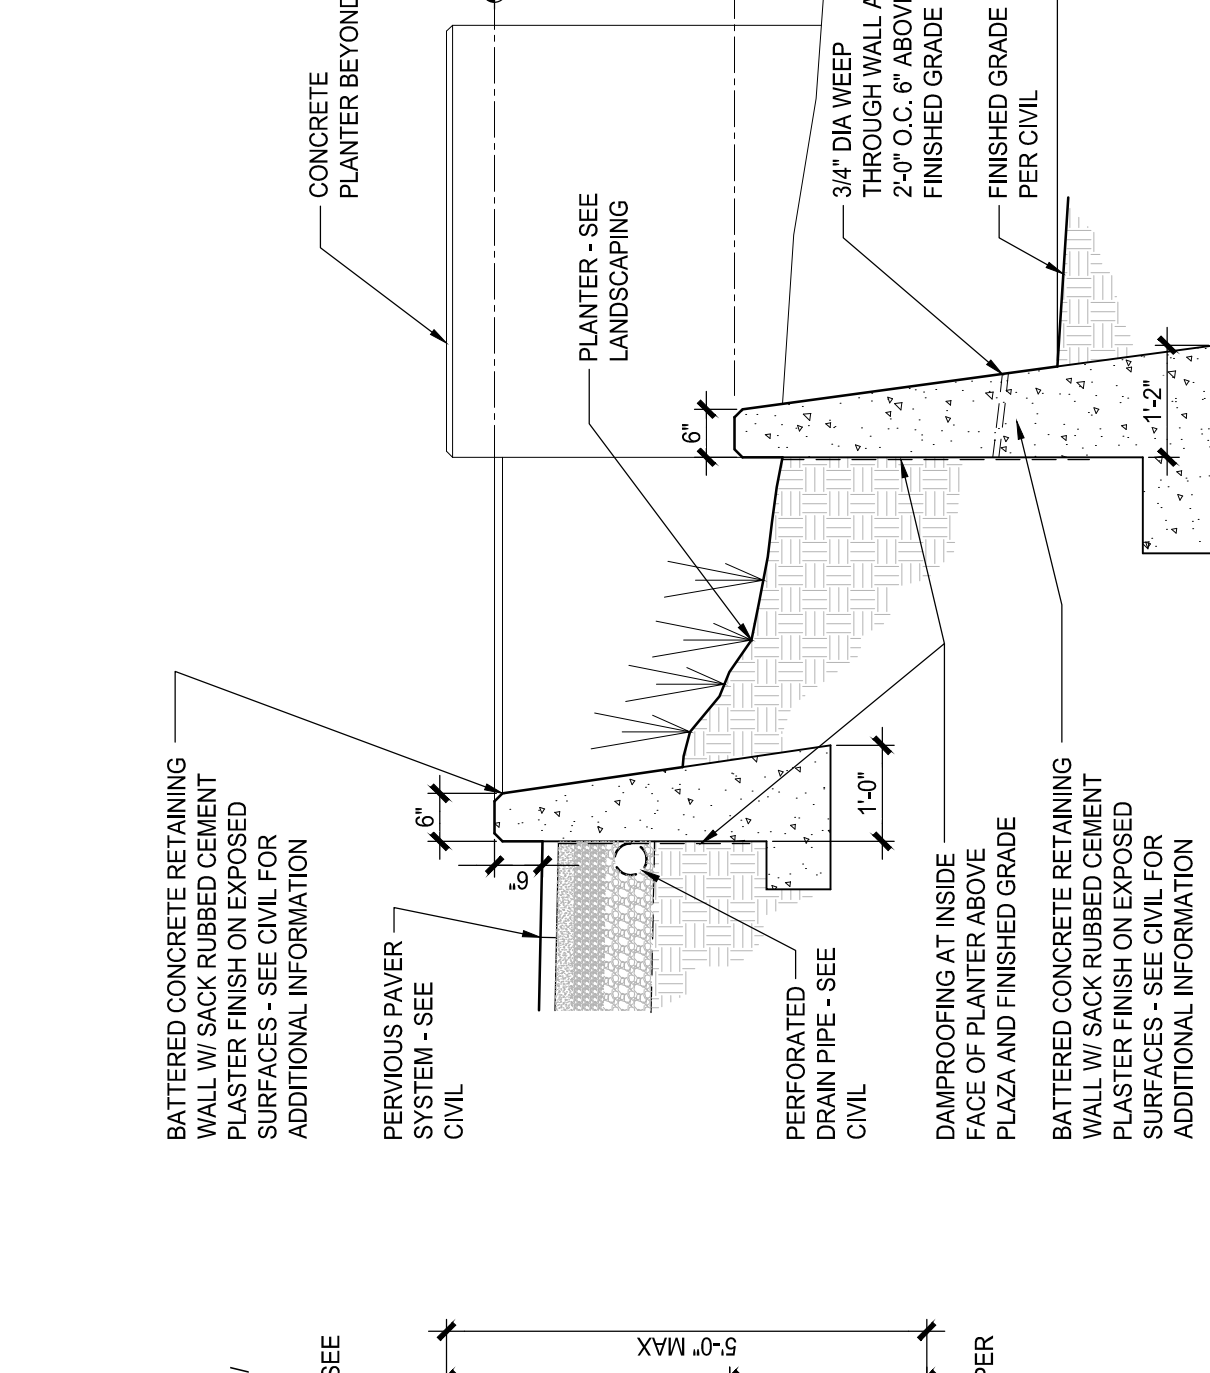 CONCRETE
PLANTER BEYOND
PLANTER - SEE
LANDSCAPING
3/4" DIA WEEP
THROUGH WALL A
2'-0" O.C. 6" ABOVE
FINISHED GRADE
FINISHED GRADE
PER CIVIL
6"
1'-2"
BATTERED CONCRETE RETAINING
WALL W/ SACK RUBBED CEMENT
PLASTER FINISH ON EXPOSED
SURFACES - SEE CIVIL FOR
ADDITIONAL INFORMATION
6"
6"
1'-0"
PERVIOUS PAVER
SYSTEM - SEE
CIVIL
PERFORATED
DRAIN PIPE - SEE
CIVIL
DAMPROOFING AT INSIDE
FACE OF PLANTER ABOVE
PLAZA AND FINISHED GRADE
BATTERED CONCRETE RETAINING
WALL W/ SACK RUBBED CEMENT
PLASTER FINISH ON EXPOSED
SURFACES - SEE CIVIL FOR
ADDITIONAL INFORMATION
/
SEE
5'-0" MAX
PER